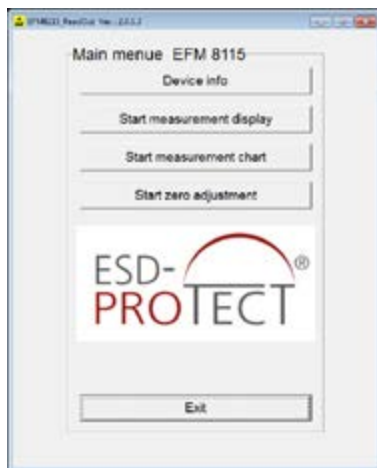 Main menue EFM 8115
Device info
Start measurement display
Start measurement chart
Start zero adjustment
ESD-
PROTECT®
Exit